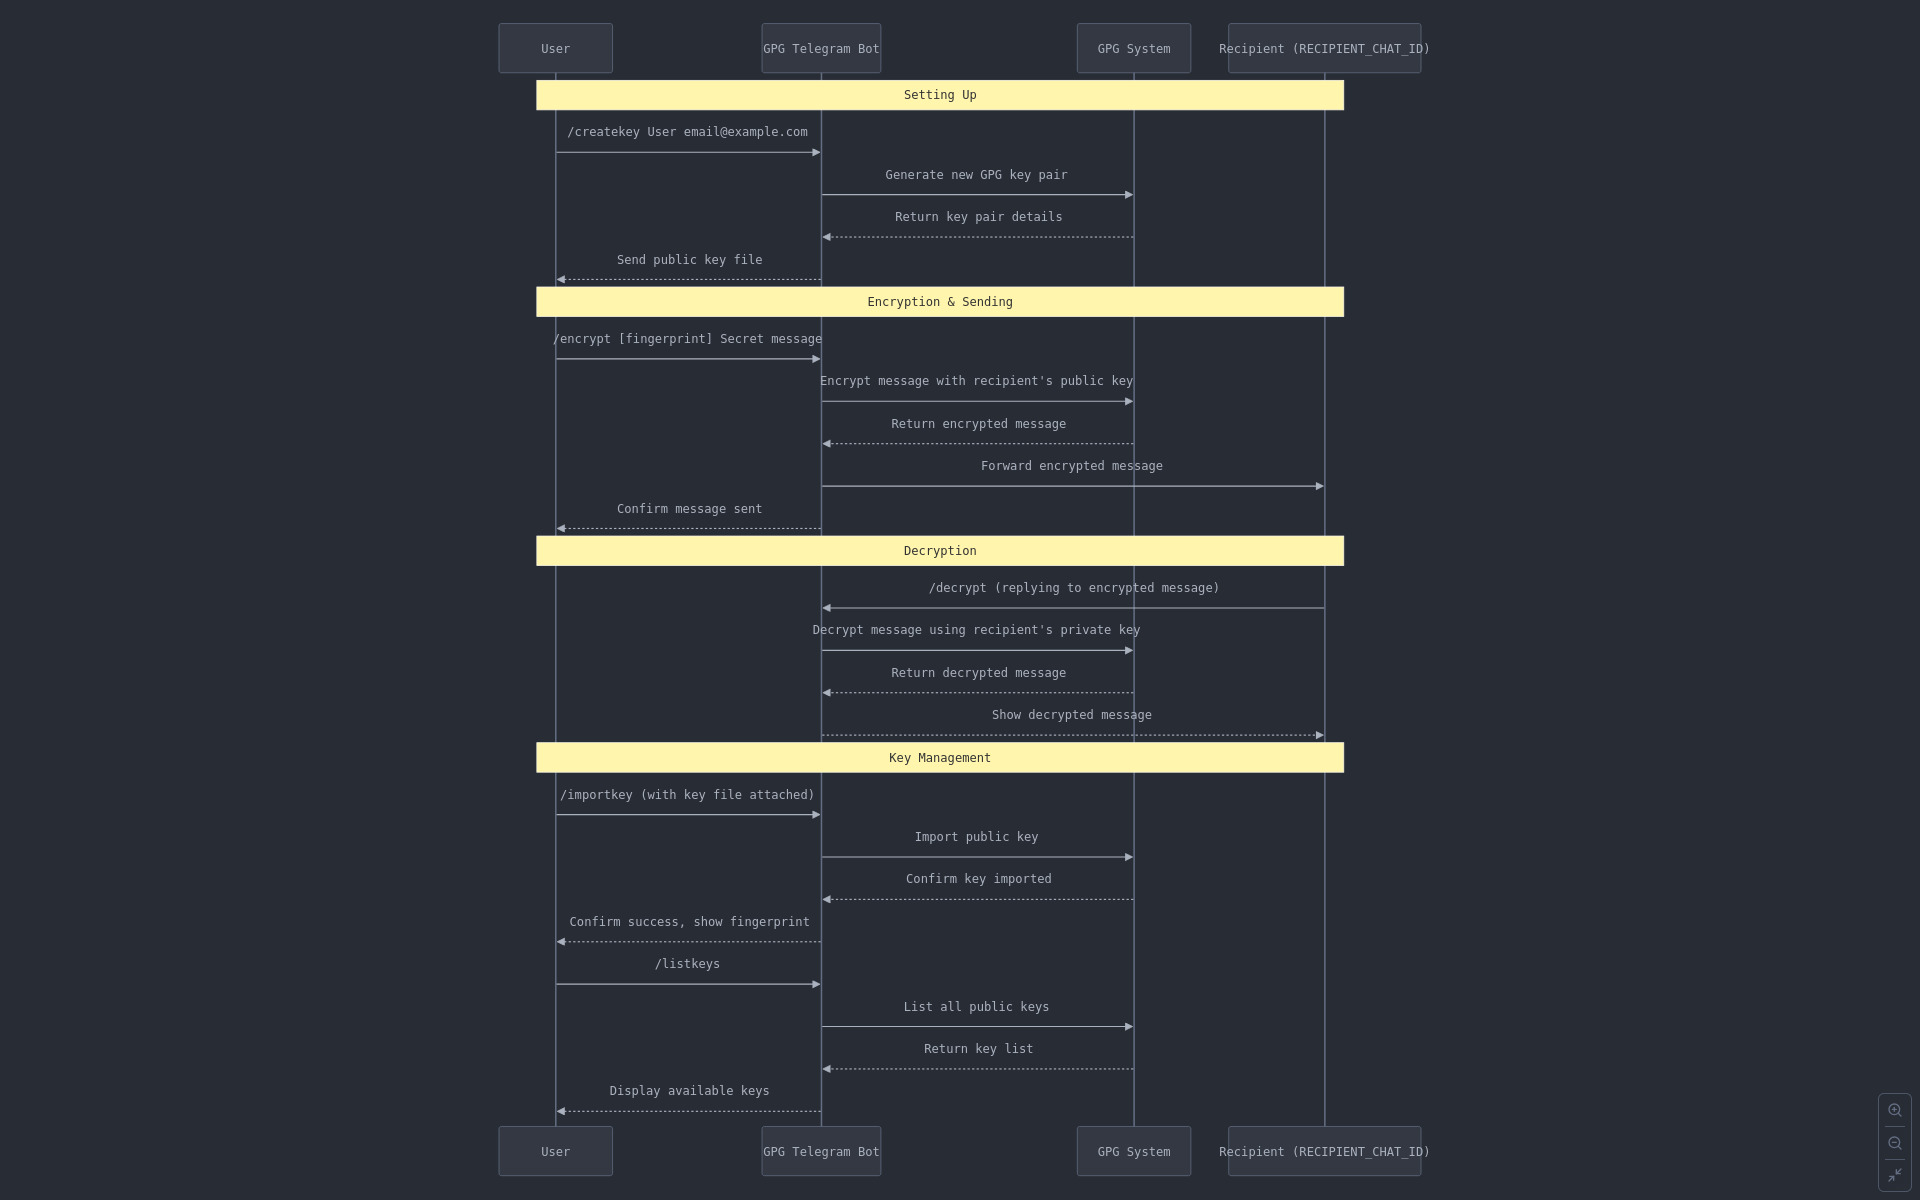 User
GPG Telegram Bot
GPG System
Recipient (RECIPIENT_CHAT_ID)
Setting Up
/createkey User email@example.com
Generate new GPG key pair
Return key pair details
Send public key file
Encryption & Sending
/encrypt [fingerprint] Secret message
Encrypt message with recipient's public key
Return encrypted message
Forward encrypted message
Confirm message sent
Decryption
/decrypt (replying to encrypted message)
Decrypt message using recipient's private key
Return decrypted message
Show decrypted message
Key Management
/importkey (with key file attached)
Import public key
Confirm key imported
Confirm success, show fingerprint
/listkeys
List all public keys
Return key list
Display available keys
User
GPG Telegram Bot
GPG System
Recipient (RECIPIENT_CHAT_ID)